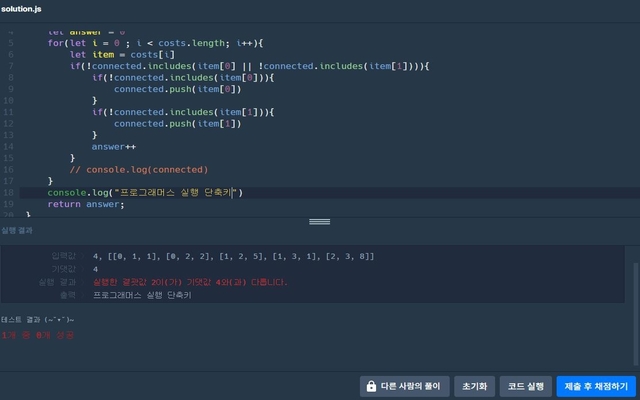 solution.js
4 let answer = 0
5 for(let i = 0 ; i < costs.length; i++){
6 let item = costs[i]
7 if(!connected.includes(item[0] || !connected.includes(item[1]))){
8 if(!connected.includes(item[0])){
9 connected.push(item[0])
10 }
11 if(!connected.includes(item[1])){
12 connected.push(item[1])
13 }
14 answer++
15 }
16 // console.log(connected)
17 }
18 console.log("프로그래머스 실행 단축키")
19 return answer;
20 }
실행 결과
입력값 4, [[0, 1, 1], [0, 2, 2], [1, 2, 5], [1, 3, 1], [2, 3, 8]]
기댓값 4
실행 결과 실행한 결괏값 2이(가) 기댓값 4와(과) 다릅니다.
출력 프로그래머스 실행 단축키
테스트 결과 (~˘▾˘)~
1개 중 0개 성공
다른 사람의 풀이 초기화 코드 실행 제출 후 채점하기